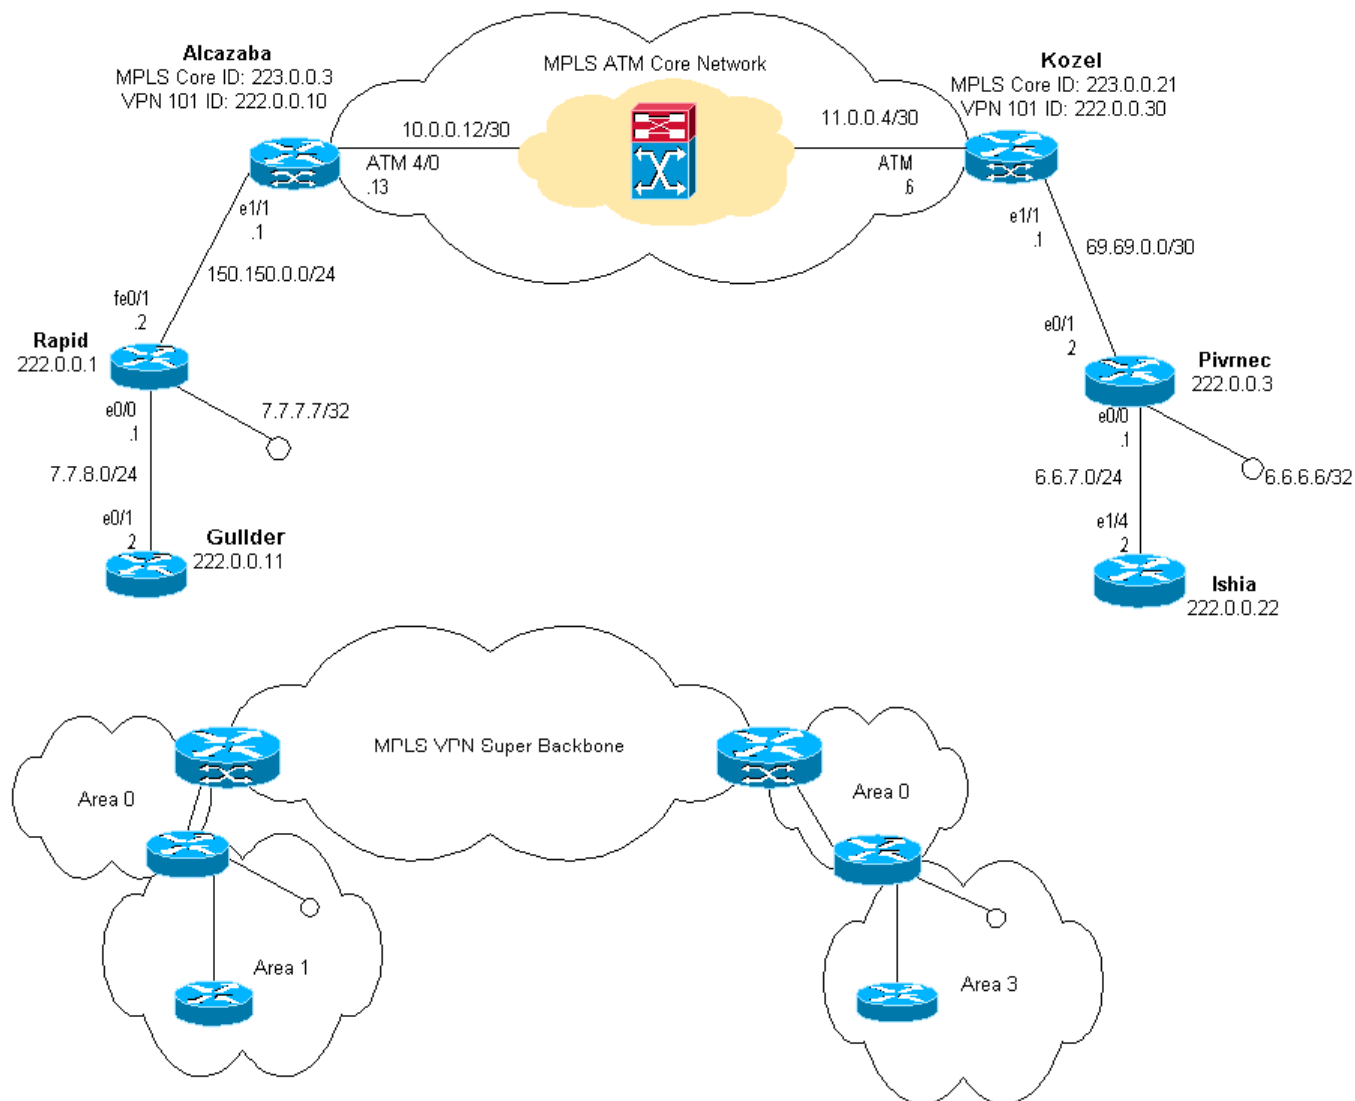 Alcazaba
MPLS Core ID: 223.0.0.3
VPN 101 ID: 222.0.0.10
MPLS ATM Core Network
Kozel
MPLS Core ID: 223.0.0.21
VPN 101 ID: 222.0.0.30
10.0.0.12/30
11.0.0.4/30
ATM 4/0
.13
ATM
.6
e1/1
.1
e1/1
.1
150.150.0.0/24
69.69.0.0/30
fe0/1
.2
e0/1
2
Rapid
222.0.0.1
Pivrnec
222.0.0.3
e0/0
.1
7.7.7.7/32
e0/0
.1
7.7.8.0/24
6.6.7.0/24
6.6.6.6/32
e0/1
2
Gullder
222.0.0.11
e1/4
2
Ishia
222.0.0.22
MPLS VPN Super Backbone
Area 0
Area 0
Area 1
Area 3